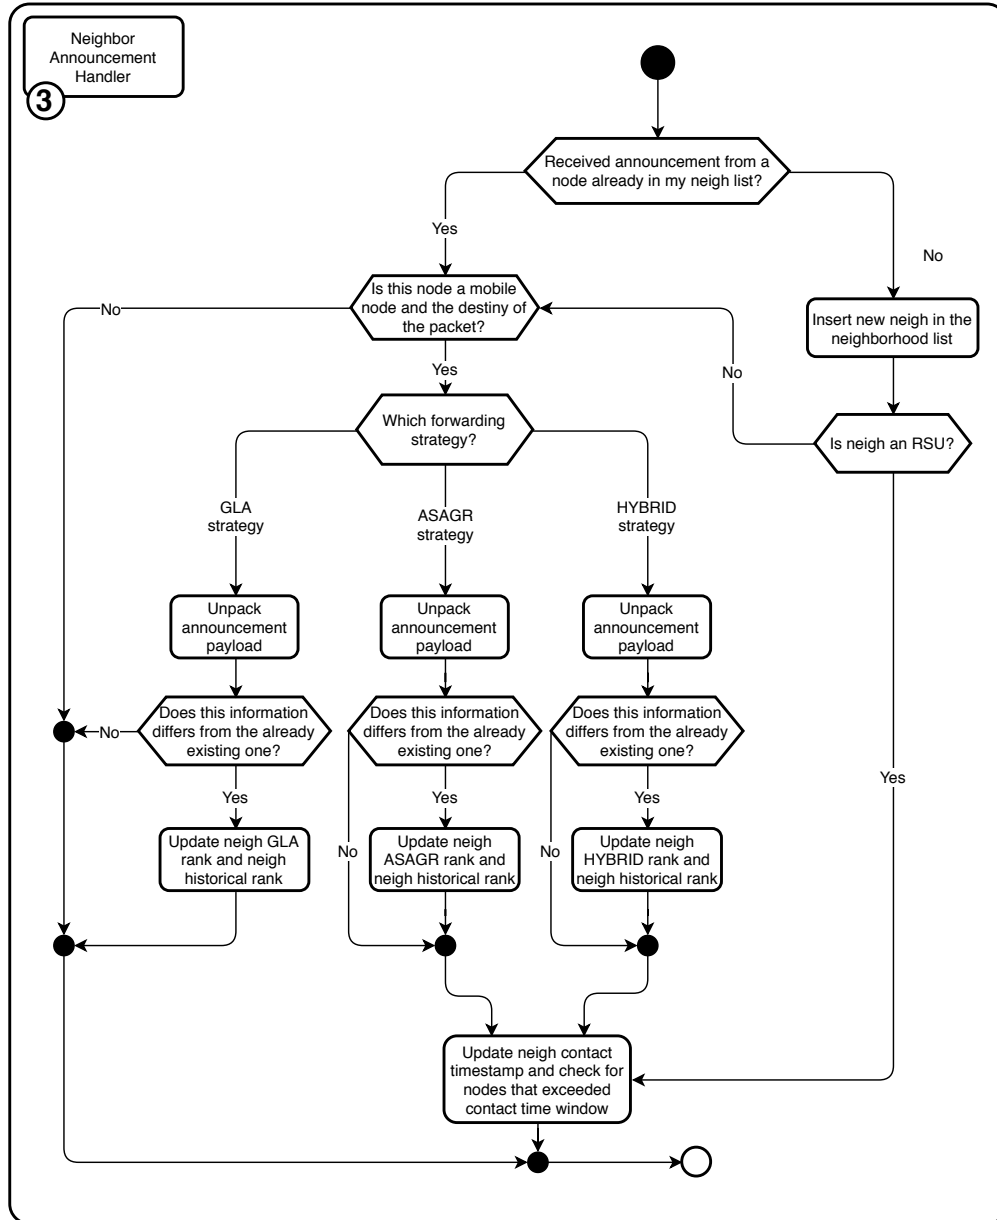 Neighbor
Announcement
Handler
3
Received announcement from a
node already in my neigh list?
Yes
No
Is this node a mobile
node and the destiny of
the packet?
No
Insert new neigh in the
neighborhood list
Yes
No
Which forwarding
strategy?
Is neigh an RSU?
GLA
strategy
ASAGR
strategy
HYBRID
strategy
Unpack
announcement
payload
Unpack
announcement
payload
Unpack
announcement
payload
Does this information
differs from the already
existing one?
Does this information
differs from the already
existing one?
Does this information
differs from the already
existing one?
No
Yes
Yes
Yes
Yes
Update neigh GLA
rank and neigh
historical rank
No
Update neigh
ASAGR rank and
neigh historical rank
No
Update neigh
HYBRID rank and
neigh historical rank
Update neigh contact
timestamp and check for
nodes that exceeded
contact time window